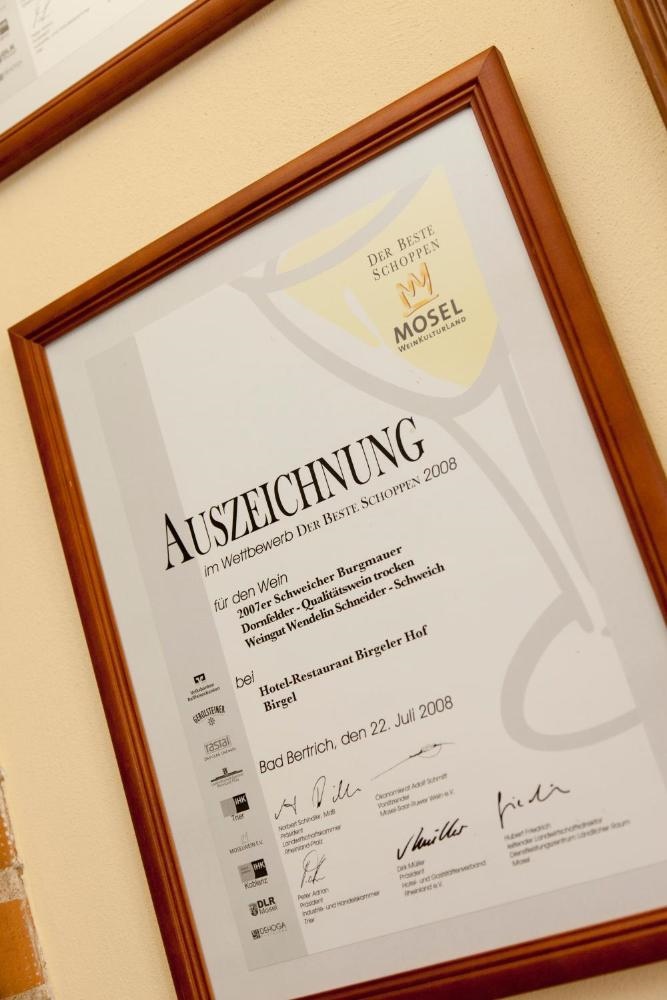 DER BESTE
SCHOPPEN
MOSEL
WEINKULTURLAND
AUSZEICHNUNG
im Wettbewerb DER BESTE SCHOPPEN 2008
für den Wein
2007er Schweicher Burgmauer
Dornfelder - Qualitätswein trocken
Weingut Wendelin Schneider - Schweich
bei
Hotel-Restaurant Birgeler Hof
Birgel
Bad Bertrich, den 22. Juli 2008
GEROLSTEINER
rastal
IHK
Trier
MOSELWEIN E.V.
IHK
Koblenz
DLR
Mosel
DEHOGA
Norbert Schindler, MdB
Präsident
Landwirtschaftskammer
Rheinland-Pfalz
Ökonomierat Adolf Schmitt
Vorsitzender
Mosel-Saar-Ruwer Wein e.V.
Peter Adrian
Präsident
Industrie- und Handelskammer
Trier
Dirk Müller
Präsident
Hotel- und Gaststättenverband
Rheinland e.V.
Hubert Friedrich
leitender Landwirtschaftsdirektor
Dienstleistungszentrum Ländlicher Raum
Mosel
DLR